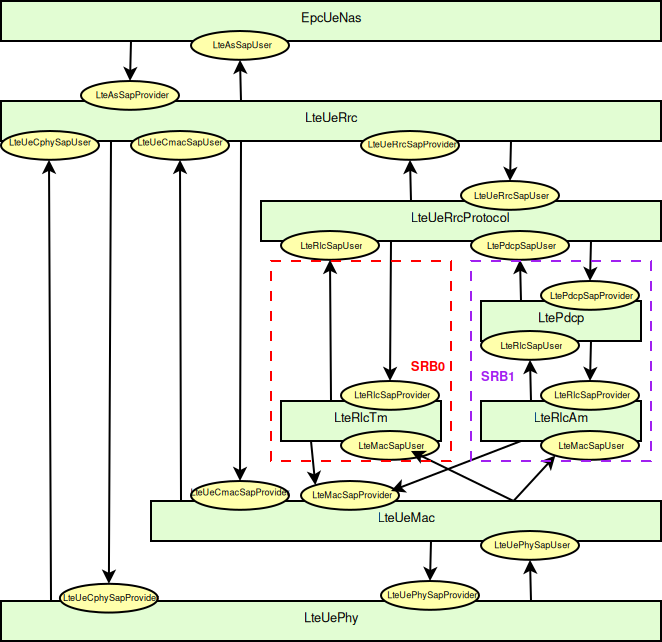 EpcUeNas
LteAsSapUser
LteAsSapProvider
LteUeRrc
LteUeCphySapUser
LteUeCmacSapUser
LteUeRrcSapProvider
LteUeRrcSapUser
LteUeRrcProtocol
LteRlcSapUser
LtePdcpSapUser
LtePdcpSapProvider
LtePdcp
LteRlcSapUser
SRB0
SRB1
LteRlcSapProvider
LteRlcSapProvider
LteRlcTm
LteRlcAm
LteMacSapUser
LteMacSapUser
LteUeCmacSapProvider
LteMacSapProvider
LteUeMac
LteUePhySapUser
LteUeCphySapProvider
LteUePhySapProvider
LteUePhy